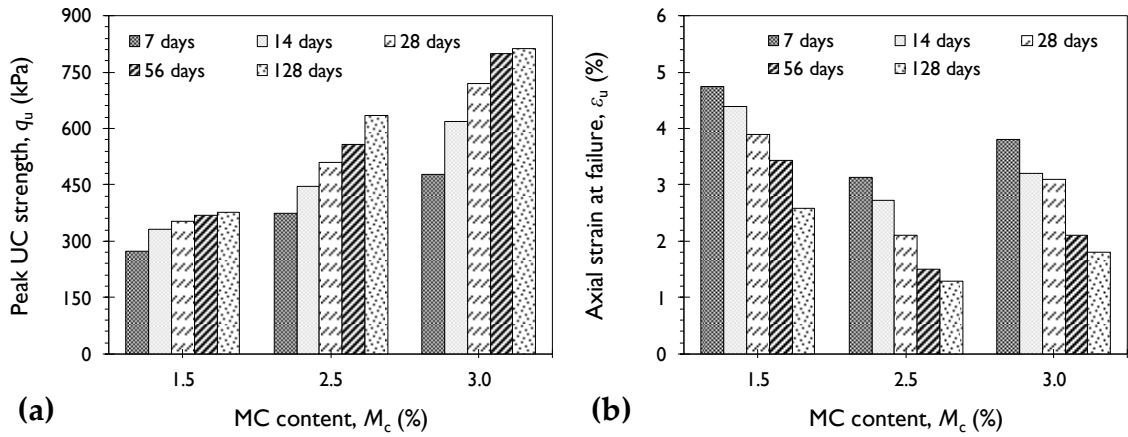 Peak UC strength, qu (kPa)
900
750
600
450
300
150
0
7 days
14 days
28 days
56 days
128 days
1.5
2.5
3.0
MC content, Mc (%)
(a)
Axial strain at failure, εu (%)
6%
5%
4%
3%
2%
1%
0%
7 days
14 days
28 days
56 days
128 days
1.5
2.5
3.0
MC content, Mc (%)
(b)